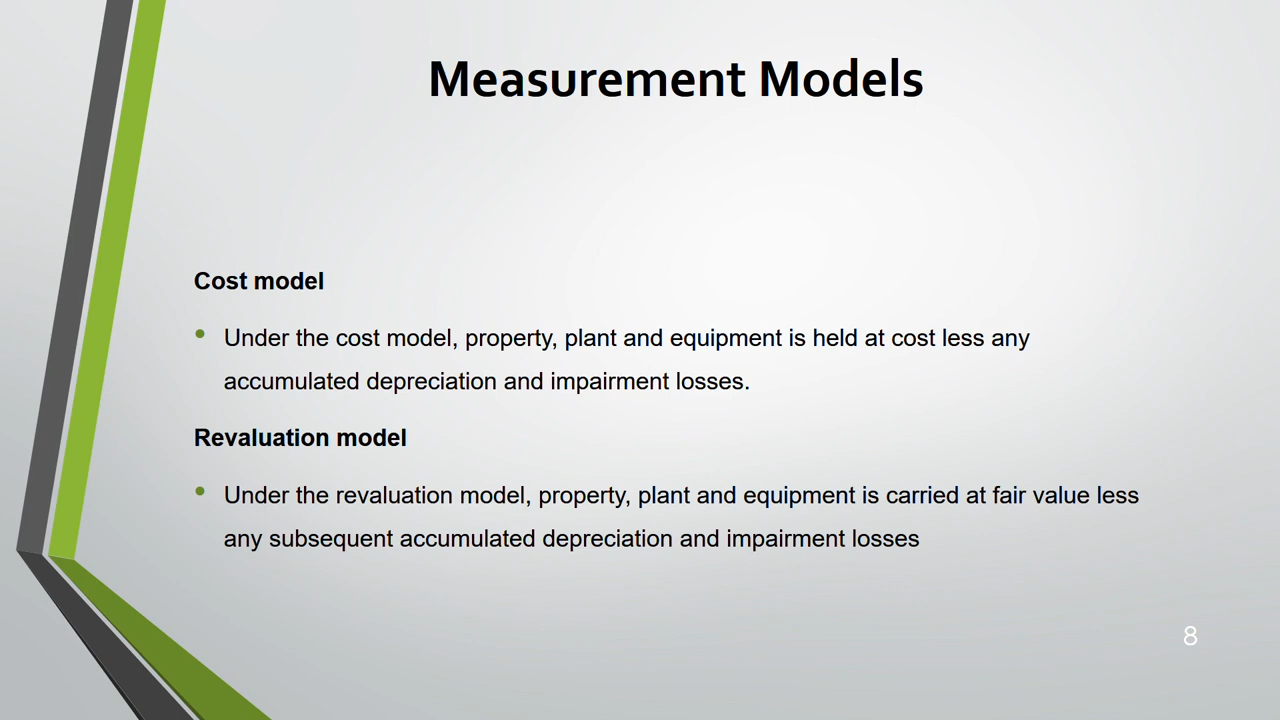 Measurement Models
Cost model
• Under the cost model, property, plant and equipment is held at cost less any
accumulated depreciation and impairment losses.
Revaluation model
• Under the revaluation model, property, plant and equipment is carried at fair value less
any subsequent accumulated depreciation and impairment losses
8